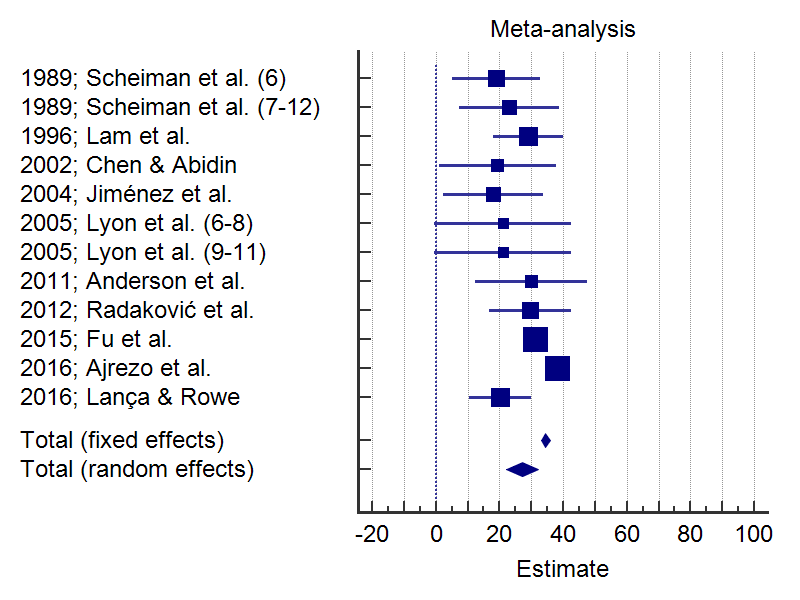 Meta-analysis
1989; Scheiman et al. (6)
1989; Scheiman et al. (7-12)
1996; Lam et al.
2002; Chen & Abidin
2004; Jiménez et al.
2005; Lyon et al. (6-8)
2005; Lyon et al. (9-11)
2011; Anderson et al.
2012; Radaković et al.
2015; Fu et al.
2016; Ajrezo et al.
2016; Lança & Rowe
Total (fixed effects)
Total (random effects)
-20 0 20 40 60 80 100
Estimate